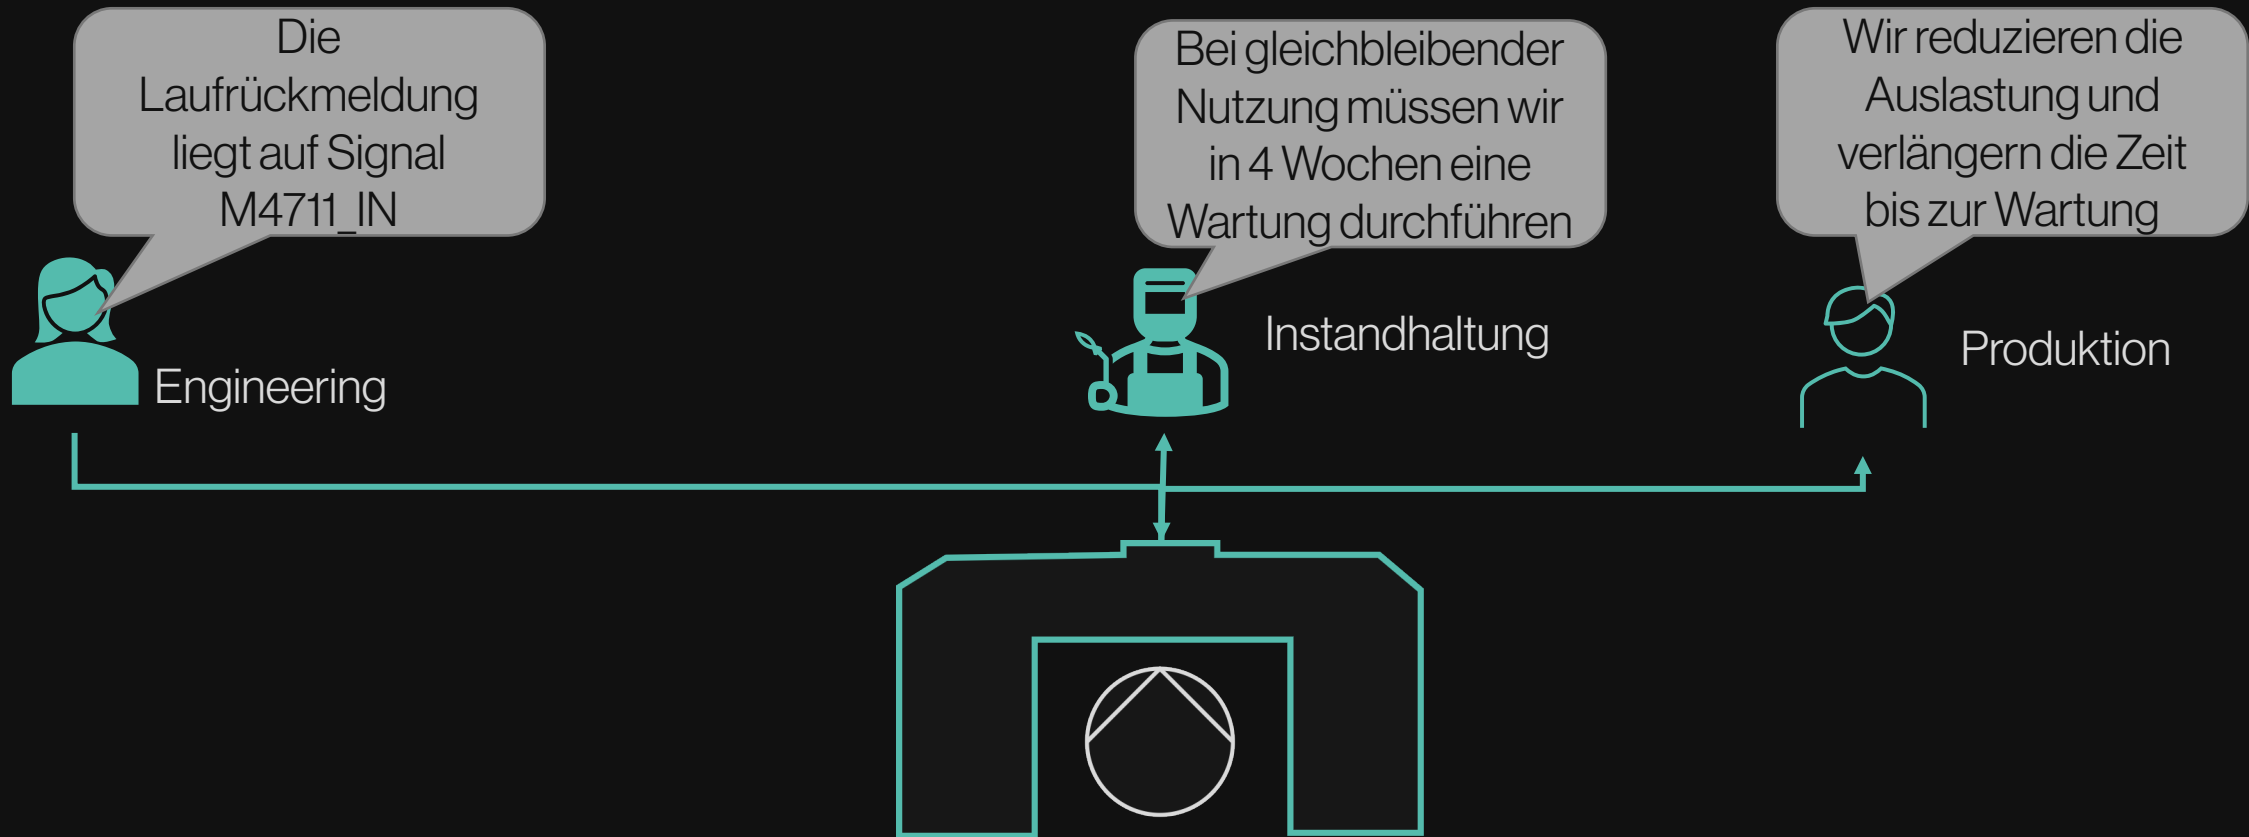 Die
Laufrückmeldung
liegt auf Signal
M4711_IN
Engineering
Bei gleichbleibender
Nutzung müssen wir
in 4 Wochen eine
Wartung durchführen
Instandhaltung
Wir reduzieren die
Auslastung und
verlängern die Zeit
bis zur Wartung
Produktion